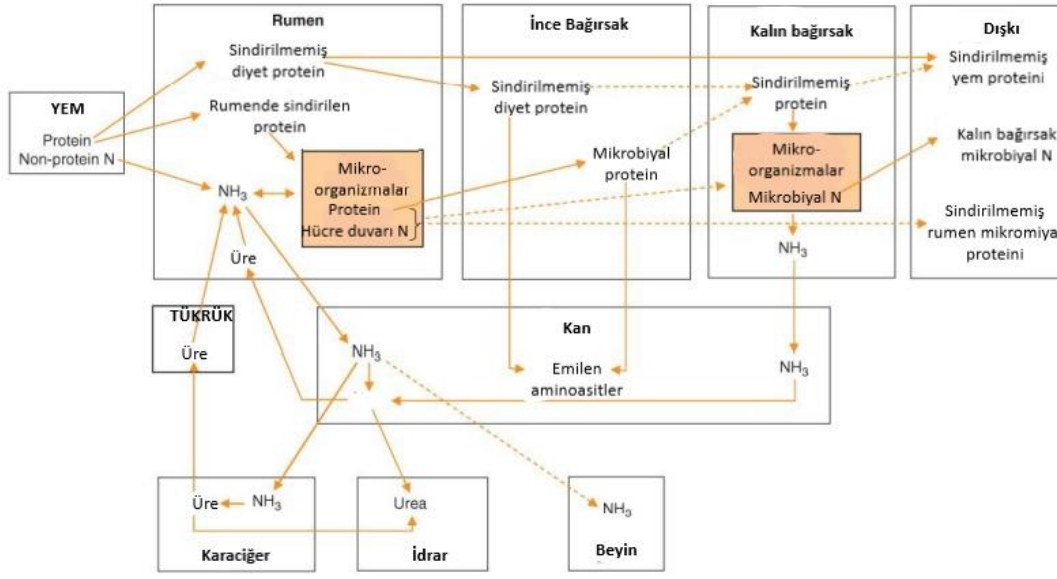 Rumen
Sindirilmemiş
diyet protein
Rumende sindirilen
protein
YEM
Protein
Non-protein N
NH₃
Mikro-
organizmalar
Protein
Hücre duvarı N
Üre
İnce Bağırsak
Sindirilmemiş
diyet protein
Mikrobiyal
protein
Kalın bağırsak
Sindirilmemiş
protein
Mikro-
organizmalar
Mikrobiyal N
NH₃
Dışkı
Sindirilmemiş
yem proteini
Kalın bağırsak
mikrobiyal N
Sindirilmemiş
rumen mikromiya
proteini
TÜKRÜK
Üre
Kan
NH₃
Emilen
aminoasitler
NH₃
Üre
NH₃
Karaciğer
Urea
İdrar
NH₃
Beyin